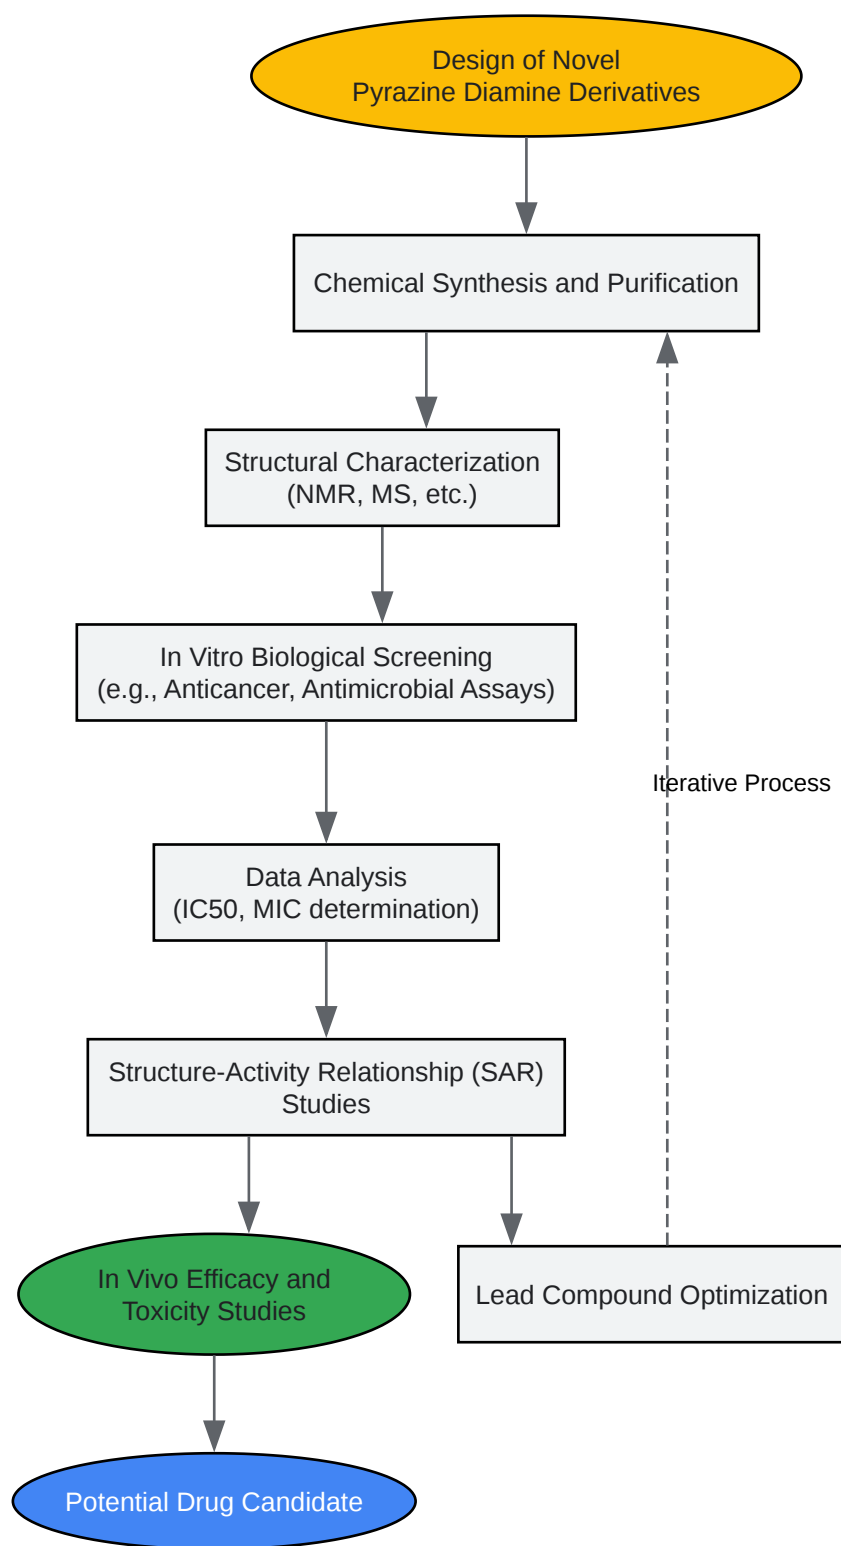 Design of Novel
Pyrazine Diamine Derivatives
Chemical Synthesis and Purification
Structural Characterization
(NMR, MS, etc.)
In Vitro Biological Screening
(e.g., Anticancer, Antimicrobial Assays)
Iterative Process
Data Analysis
(IC50, MIC determination)
Structure-Activity Relationship (SAR)
Studies
In Vivo Efficacy and
Toxicity Studies
Lead Compound Optimization
Potential Drug Candidate